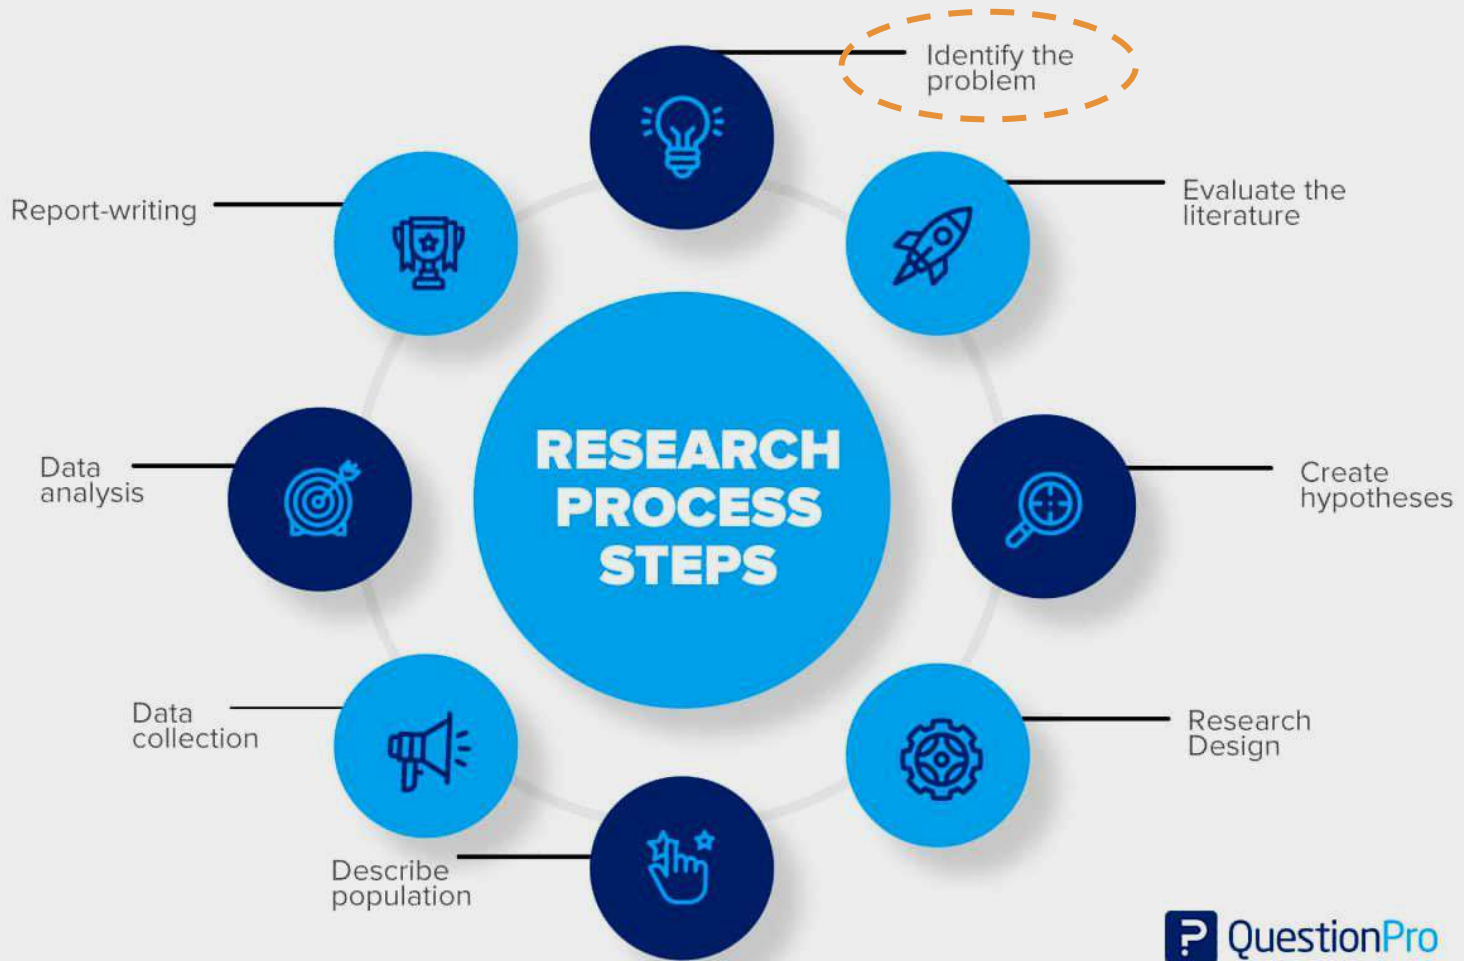 Identify the
problem
Evaluate the
literature
Create
hypotheses
Research
Design
Describe
population
Data
collection
Data
analysis
Report-writing
RESEARCH
PROCESS
STEPS
QuestionPro